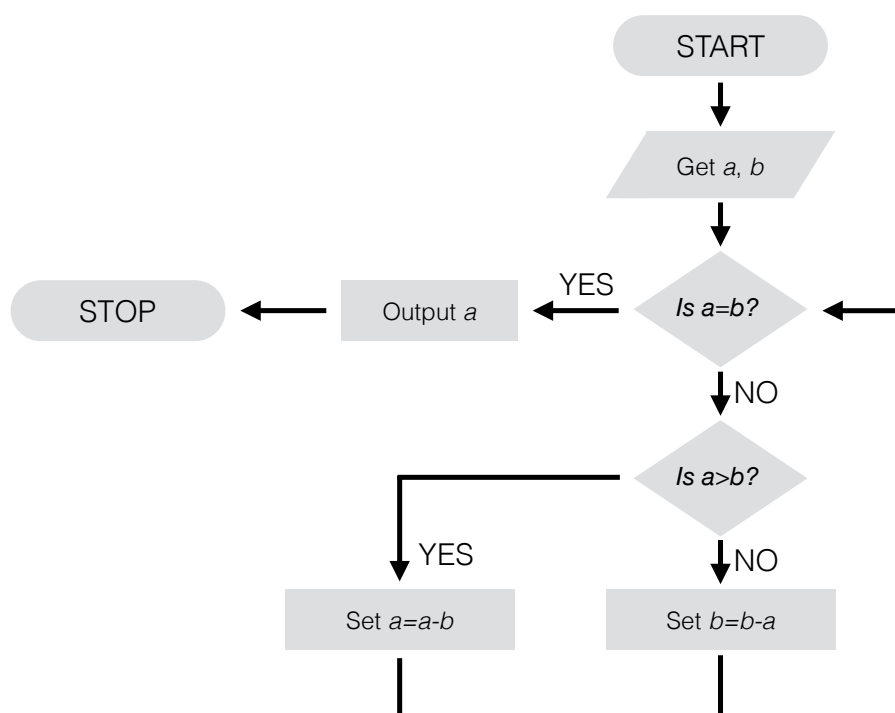 START
Get a, b
Is a=b?
YES
Output a
STOP
NO
Is a>b?
YES
NO
Set a=a-b
Set b=b-a